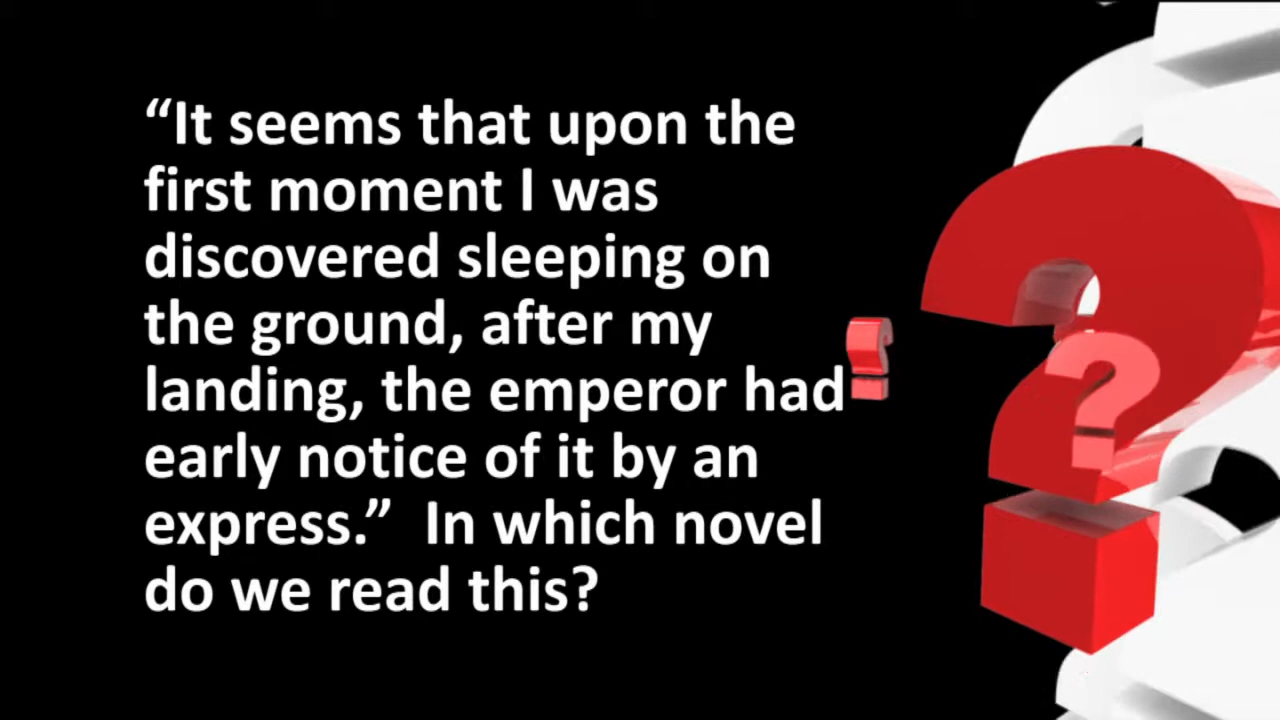 “It seems that upon the
first moment I was
discovered sleeping on
the ground, after my
landing, the emperor had
early notice of it by an
express.”  In which novel
do we read this?